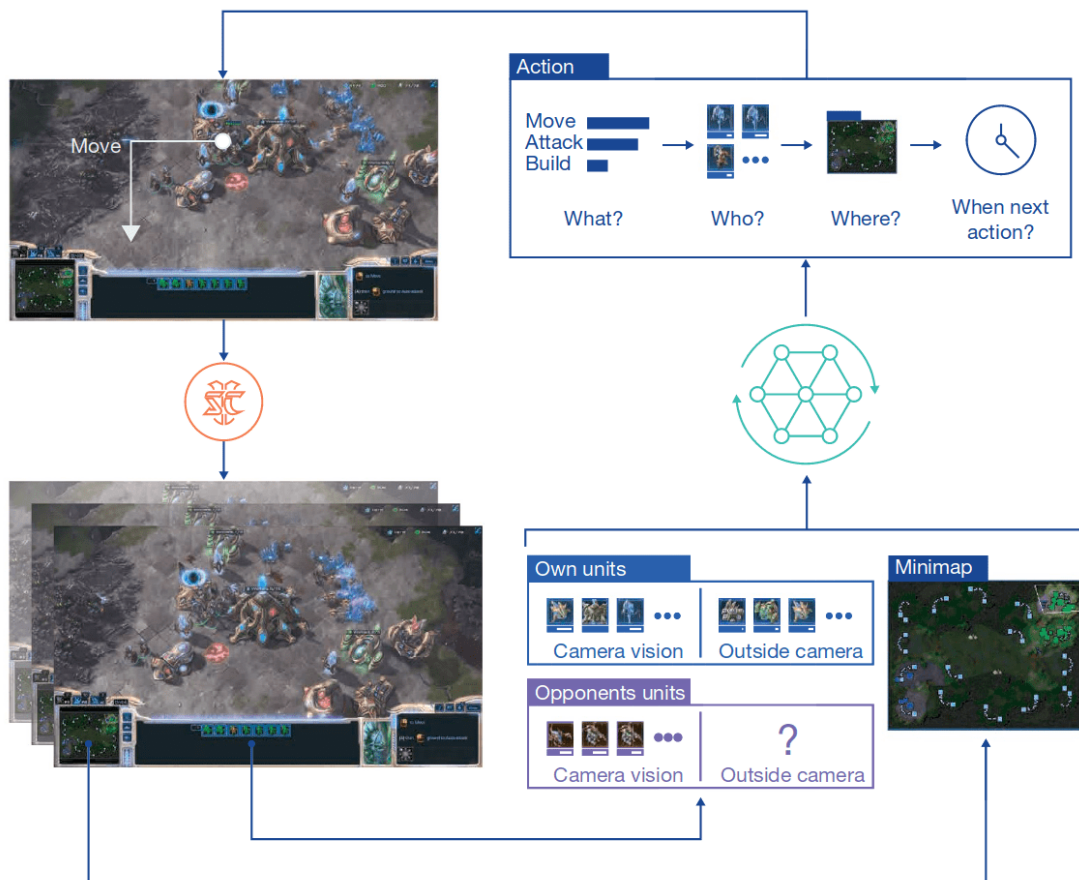 Action
Move
Attack
Build
What?
Who?
Where?
When next
action?
Move
SC
Own units
Camera vision
Outside camera
Opponents units
Camera vision
?
Outside camera
Minimap